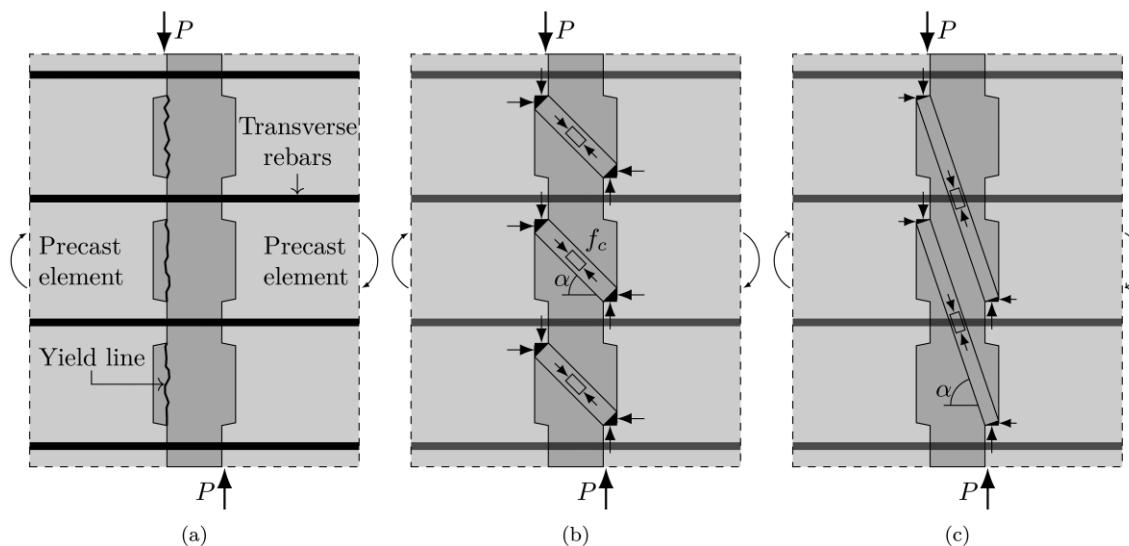 P
P
P
Transverse
rebars
Precast
element
Precast
element
f_c
α
Yield line
α
P
P
P
(a)
(b)
(c)